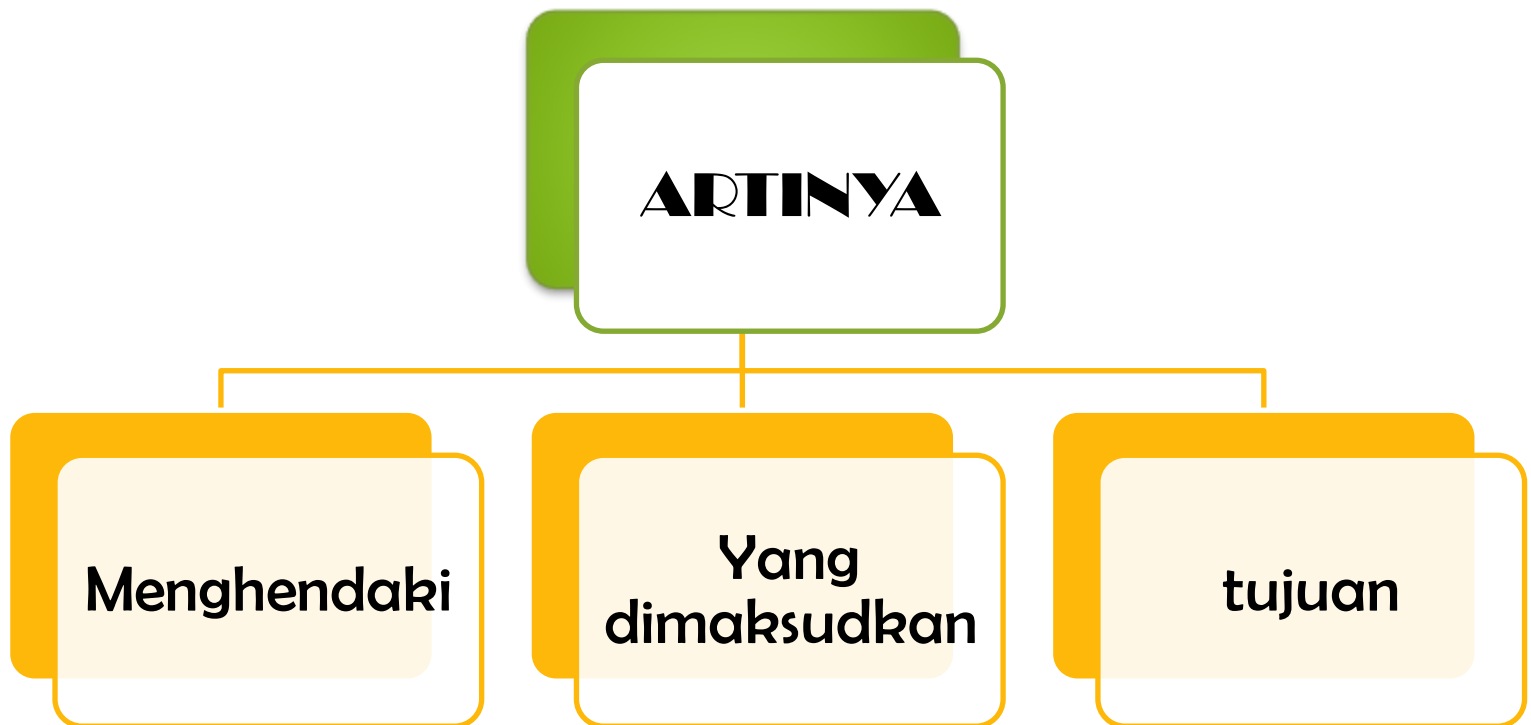 ARTINYA
Menghendaki
Yang
dimaksudkan
tujuan